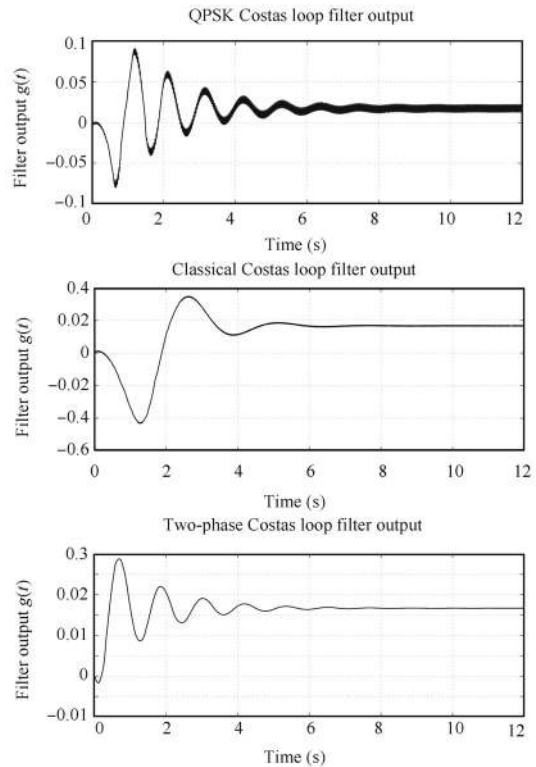 QPSK Costas loop filter output
Filter output g(t)
0.1
0.05
0
−0.05
0.1
0 2 4 6 8 10 12
Time (s)
Classical Costas loop filter output
Filter output g(t)
0.4
0.02
0
−0.02
−0.4
−0.6
0 2 4 6 8 10 12
Time (s)
Two-phase Costas loop filter output
Filter output g(t)
0.3
0.02
0.01
0
−0.01
0 2 4 6 8 10 12
Time (s)